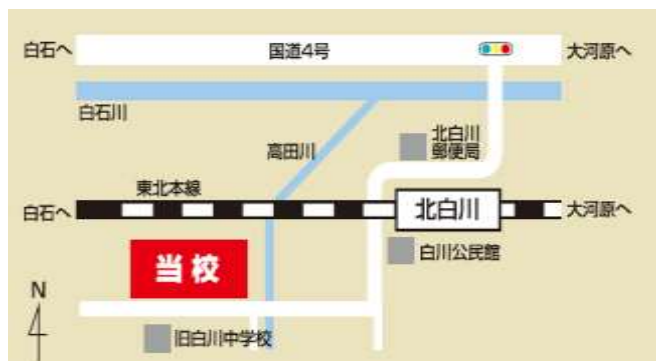 白石へ
国道4号
大河原へ
白石川
高田川
北白川
郵便局
東北本線
白石へ
北白川
大河原へ
当校
白川公民館
N
旧白川中学校